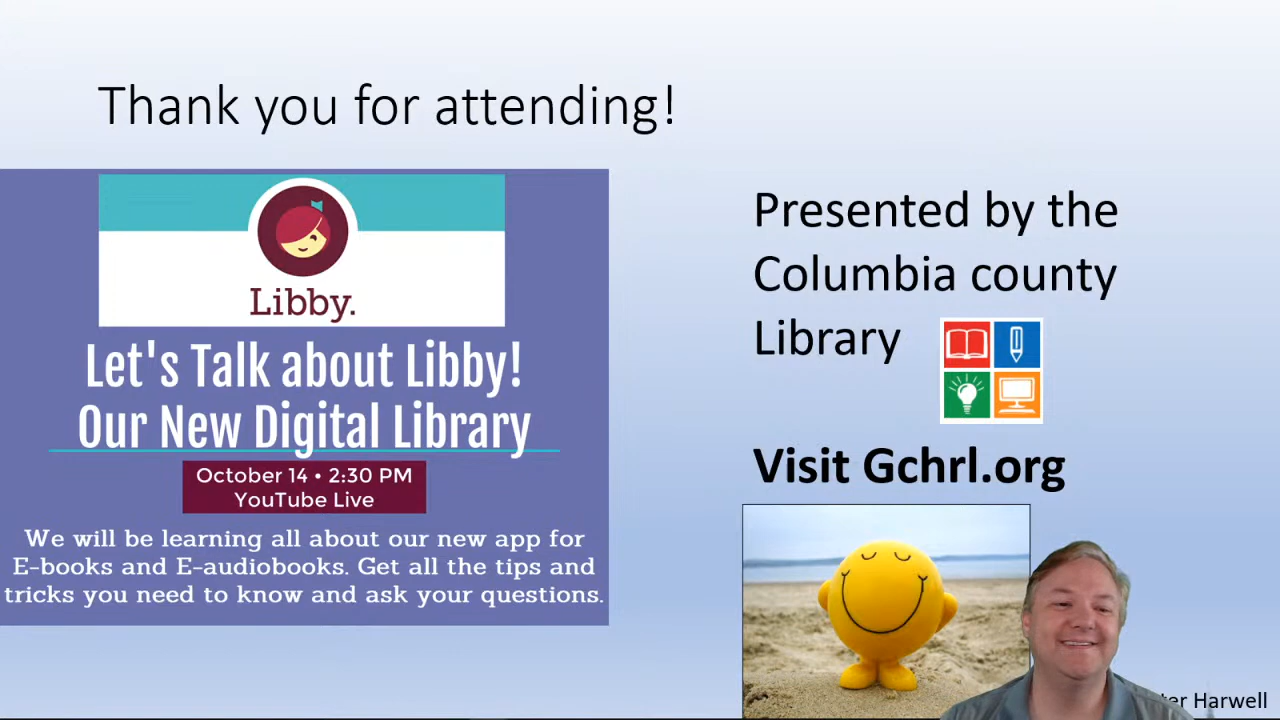 Thank you for attending!
Libby.
Let's Talk about Libby!
Our New Digital Library
October 14 • 2:30 PM
YouTube Live
We will be learning all about our new app for
E-books and E-audiobooks. Get all the tips and
tricks you need to know and ask your questions.
Presented by the
Columbia county
Library
Visit Gchrl.org
Harwell